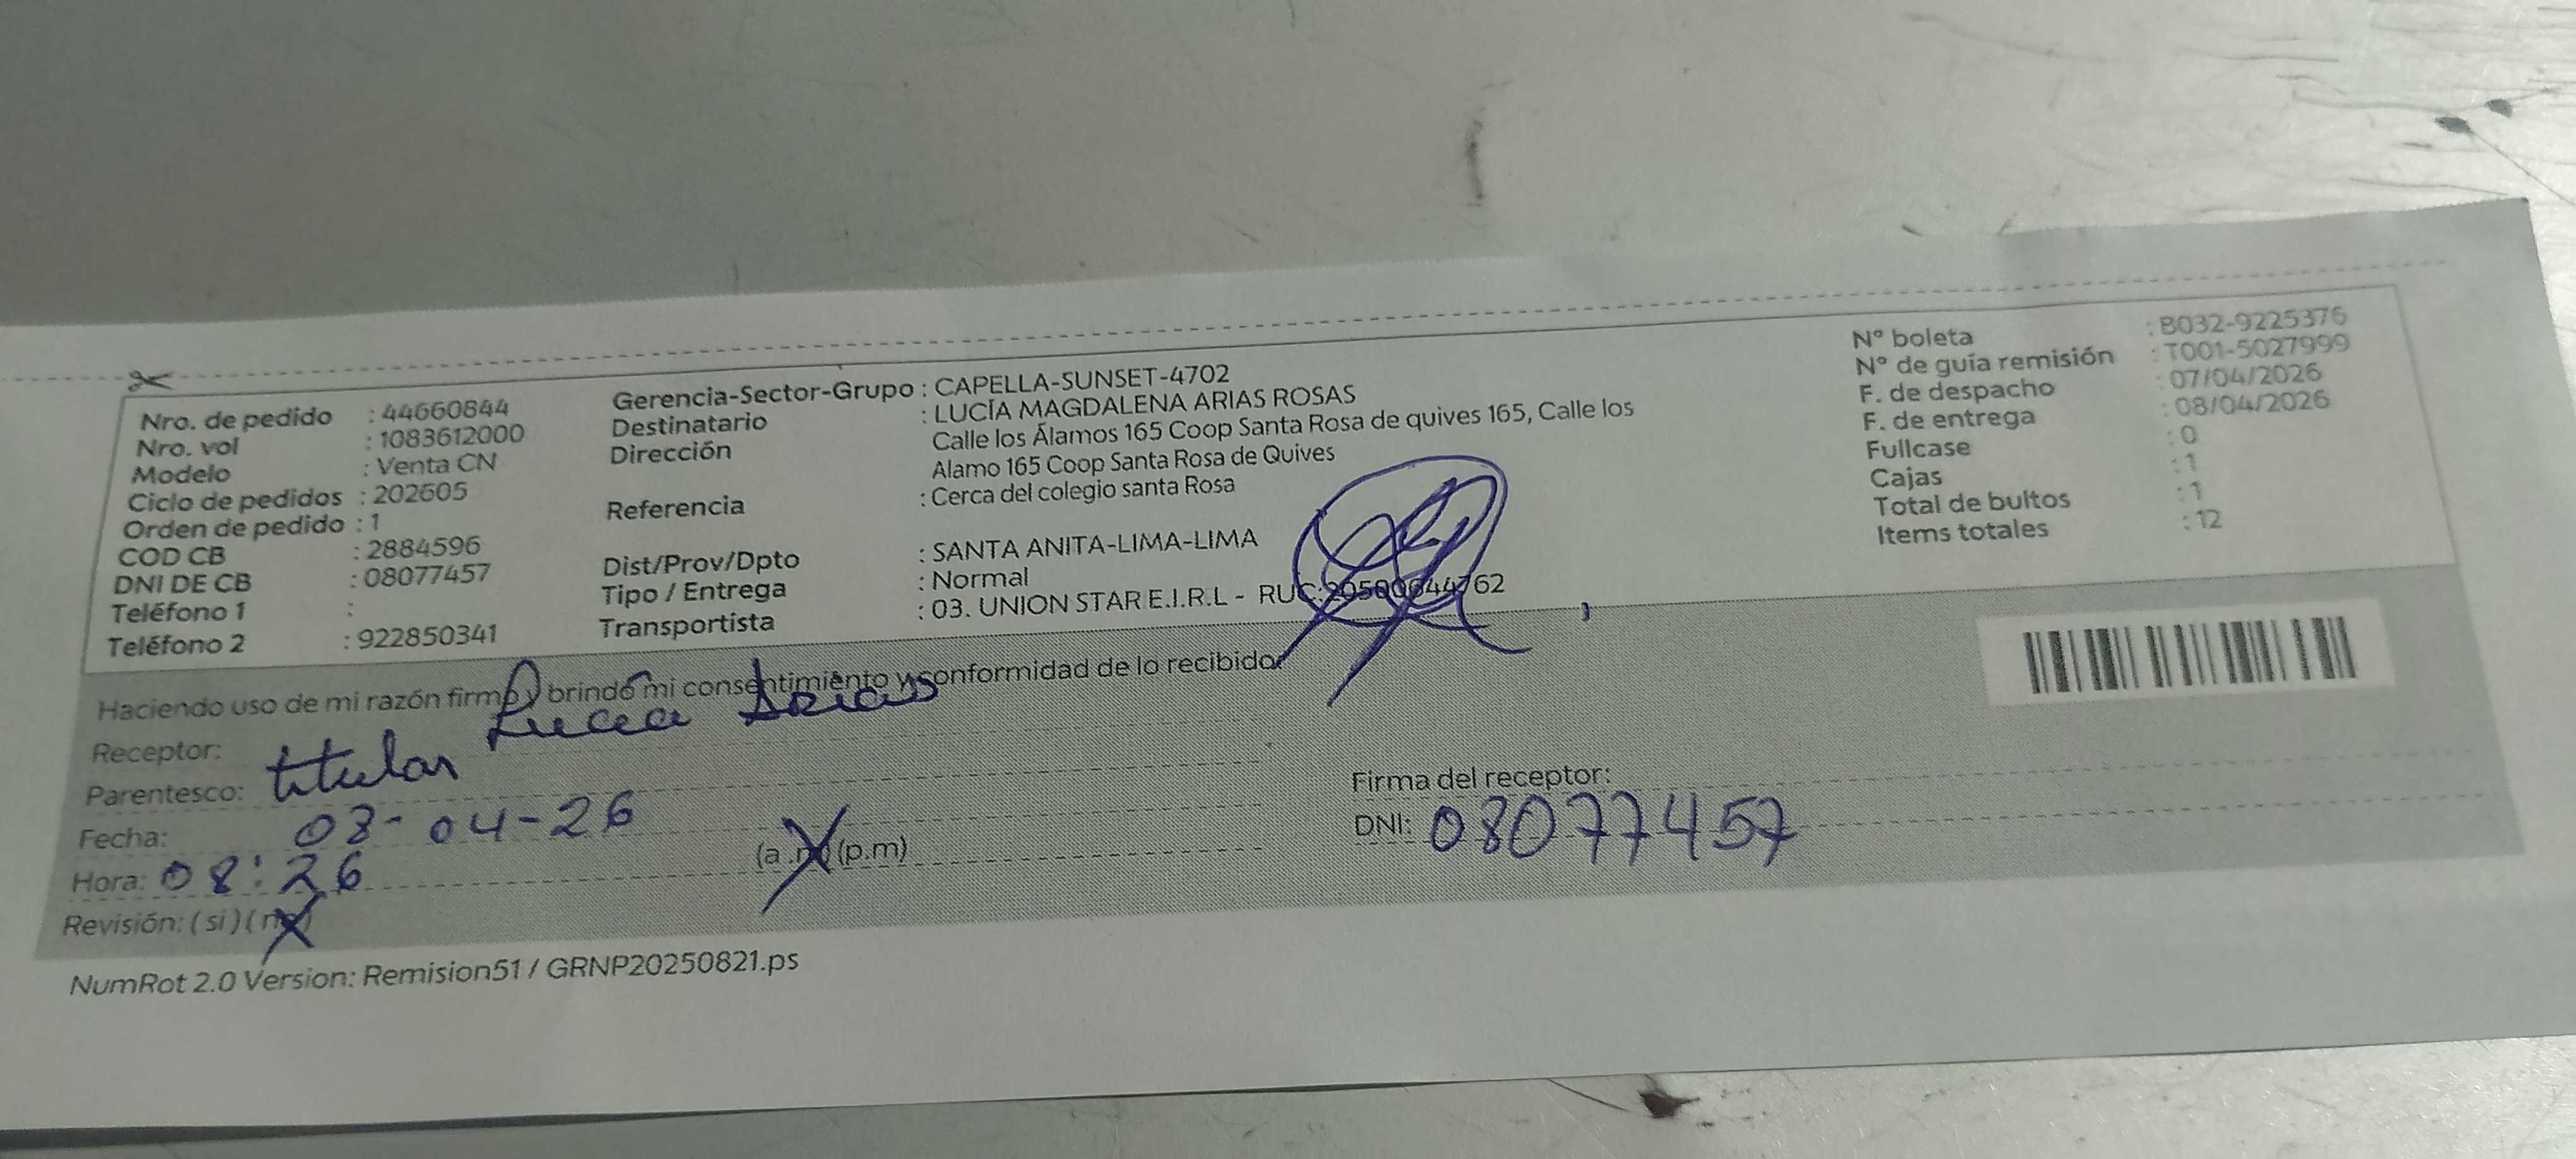 Nro. de pedido : 44660844
Nro. vol : 1083612000
Modelo : Venta CN
Ciclo de pedidos : 202605
Orden de pedido : 1
COD CB : 2884596
DNI DE CB : 08077457
Teléfono 1 :
Teléfono 2 : 922850341
Gerencia-Sector-Grupo : CAPELLA-SUNSET-4702
Destinatario : LUCÍA MAGDALENA ARIAS ROSAS
Dirección Calle los Álamos 165 Coop Santa Rosa de quives 165, Calle los
Alamo 165 Coop Santa Rosa de Quives
Referencia : Cerca del colegio santa Rosa
Dist/Prov/Dpto : SANTA ANITA-LIMA-LIMA
Tipo / Entrega : Normal
Transportista : 03. UNION STAR E.I.R.L - RUC:20500644762
N° boleta : B032-9225376
N° de guía remisión : T001-5027999
F. de despacho : 07/04/2026
F. de entrega : 08/04/2026
Fullcase : 0
Cajas : 1
Total de bultos : 1
Items totales : 12
Haciendo uso de mi razón firmo y brindo mi consentimiento y conformidad de lo recibido.
Receptor: Lucia Arias
Parentesco: titular
Fecha: 08-04-26
Hora: 08:26 (a.m) (p.m)
Revisión: (si) (no)
Firma del receptor:
DNI: 08077457
NumRot 2.0 Version: Remision51 / GRNP20250821.ps